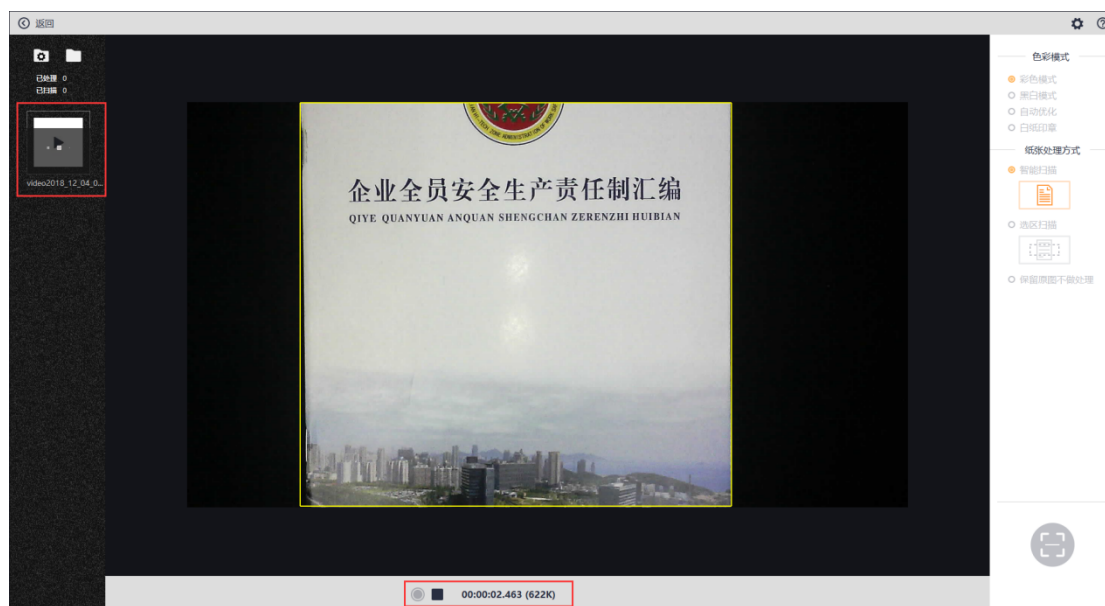 返回
已处理 0
已扫描 0
video2018_12_04_0...
企业全员安全生产责任制汇编
QIYE QUANYUAN ANQUAN SHENGCHAN ZERENZHI HUIBIAN
00:00:02.463 (622K)
色彩模式
彩色模式
黑白模式
自动优化
白纸印章
纸张处理方式
智能扫描
选区扫描
保留原图不做处理